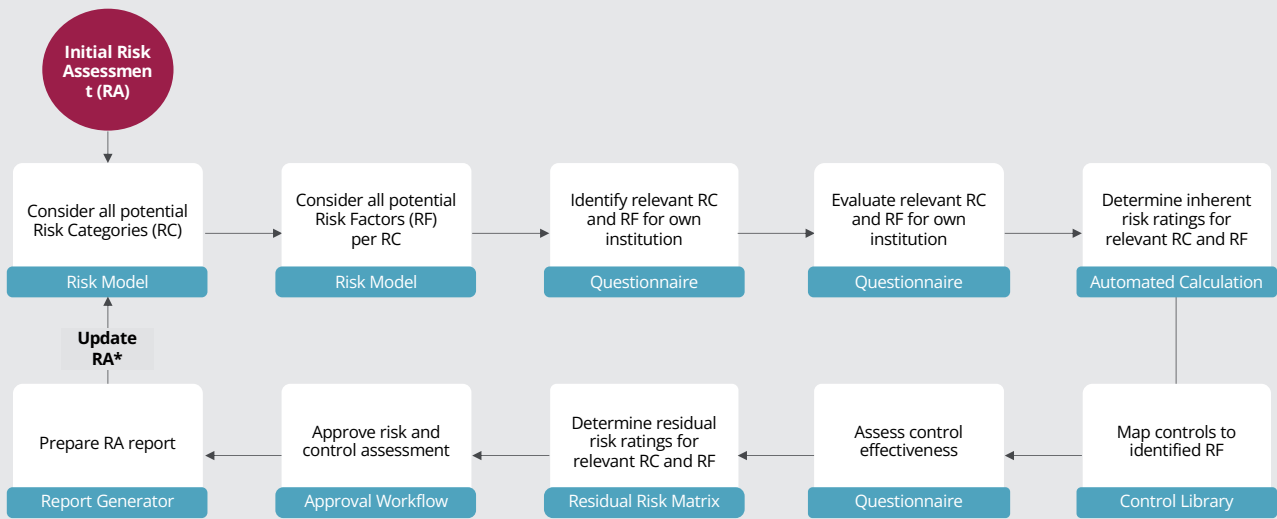 Initial Risk
Assessmen
t (RA)
Consider all potential
Risk Categories (RC)
Risk Model
Consider all potential
Risk Factors (RF)
per RC
Risk Model
Identify relevant RC
and RF for own
institution
Questionnaire
Evaluate relevant RC
and RF for own
institution
Questionnaire
Determine inherent
risk ratings for
relevant RC and RF
Automated Calculation
Update
RA*
Prepare RA report
Report Generator
Approve risk and
control assessment
Approval Workflow
Determine residual
risk ratings for
relevant RC and RF
Residual Risk Matrix
Assess control
effectiveness
Questionnaire
Map controls to
identified RF
Control Library